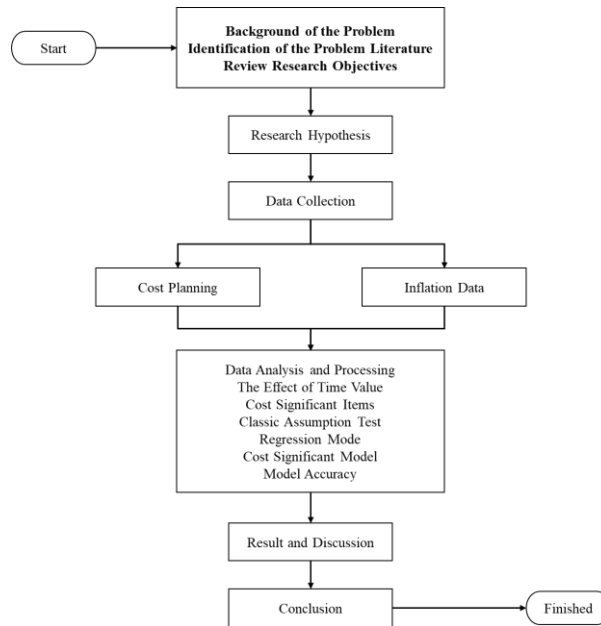 Start
Background of the Problem
Identification of the Problem Literature
Review Research Objectives
Research Hypothesis
Data Collection
Cost Planning
Inflation Data
Data Analysis and Processing
The Effect of Time Value
Cost Significant Items
Classic Assumption Test
Regression Mode
Cost Significant Model
Model Accuracy
Result and Discussion
Conclusion
Finished